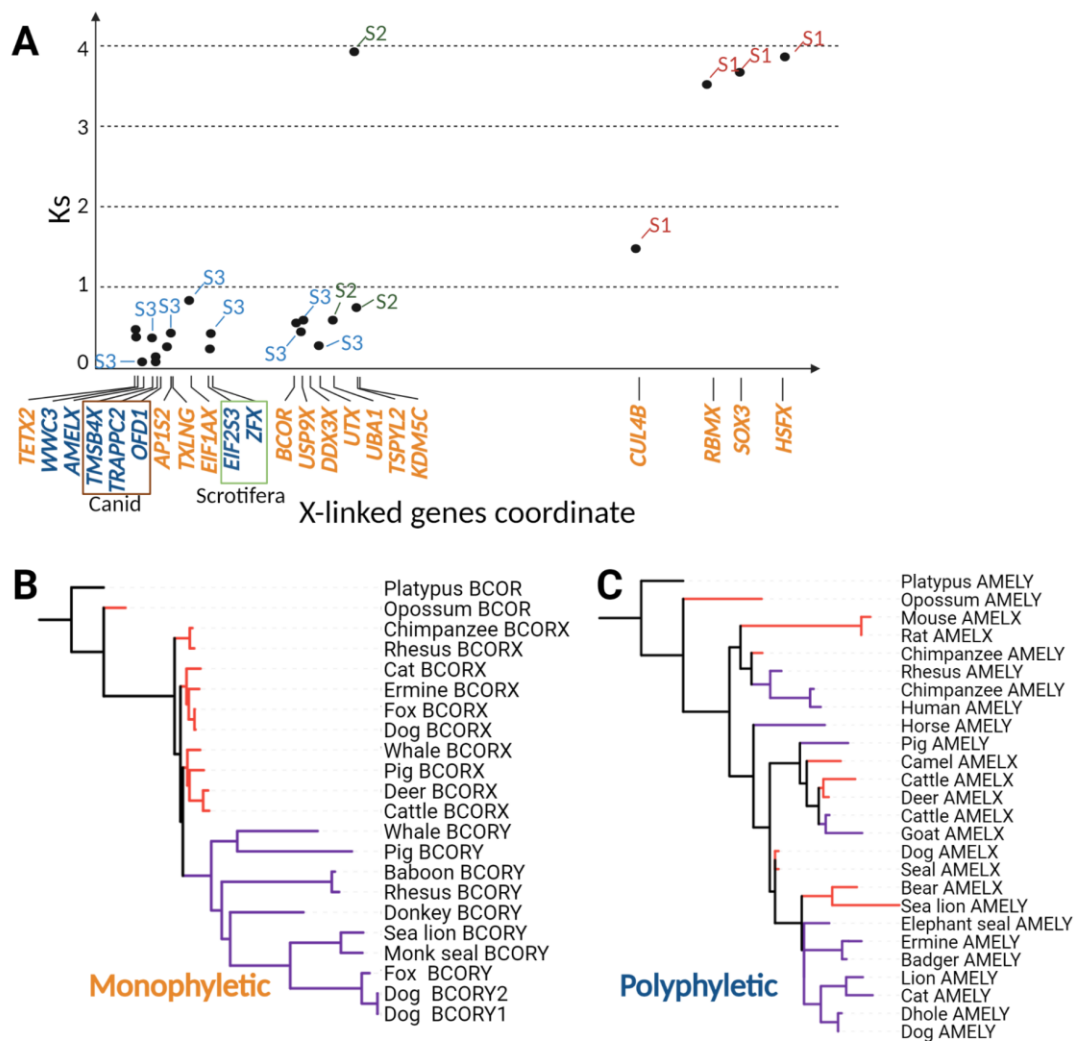 A
Ks
4
3
2
1
0
S2
S1
S1
S1
S1
S3
S3
S3
S3
S3
S2
S2
S3
S3
S3
TETX2
WWC3
AMELX
TMSB4X
TRAPPC2
OFD1
AP1S2
TXLNG
EIF1AX
EIF2S3
ZFX
BCOR
USP9X
DDX3X
UTX
UBA1
TSPYL2
KDM5C
CUL4B
RBMX
SOX3
HSFX
Canid
Scrotifera
X-linked genes coordinate
B
Platypus BCOR
Opossum BCOR
Chimpanzee BCORX
Rhesus BCORX
Cat BCORX
Ermine BCORX
Fox BCORX
Dog BCORX
Whale BCORX
Pig BCORX
Deer BCORX
Cattle BCORX
Whale BCORY
Pig BCORY
Baboon BCORY
Rhesus BCORY
Donkey BCORY
Sea lion BCORY
Monk seal BCORY
Fox BCORY
Dog BCORY2
Dog BCORY1
Monophyletic
C
Platypus AMELY
Opossum AMELY
Mouse AMELX
Rat AMELX
Chimpanzee AMELY
Rhesus AMELY
Chimpanzee AMELY
Human AMELY
Horse AMELY
Pig AMELY
Camel AMELX
Cattle AMELX
Deer AMELX
Cattle AMELY
Goat AMELX
Dog AMELX
Seal AMELX
Bear AMELX
Sea lion AMELY
Elephant seal AMELY
Ermine AMELY
Badger AMELY
Lion AMELY
Cat AMELY
Dhole AMELY
Dog AMELY
Polyphyletic